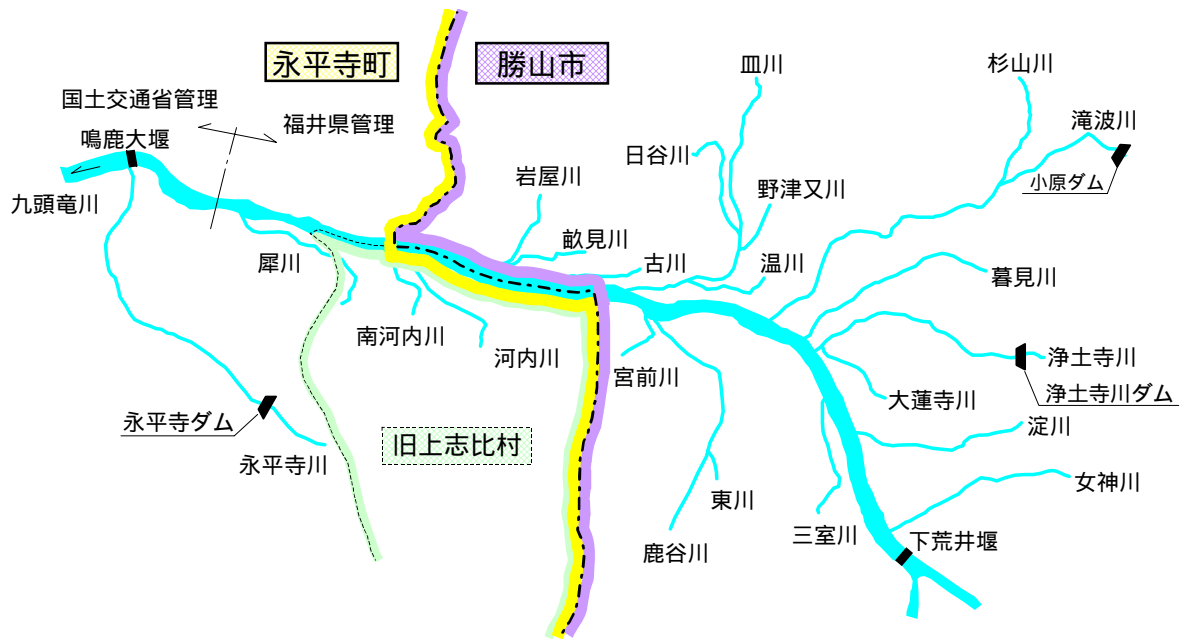 永平寺町
勝山市
皿川
杉山川
国土交通省管理
福井県管理
滝波川
鳴鹿大堰
日谷川
岩屋川
小原ダム
野津又川
九頭竜川
畝見川
犀川
古川
温川
暮見川
南河内川
河内川
宮前川
浄土寺川
大蓮寺川
浄土寺川ダム
永平寺ダム
淀川
旧上志比村
永平寺川
東川
女神川
三室川
下荒井堰
鹿谷川